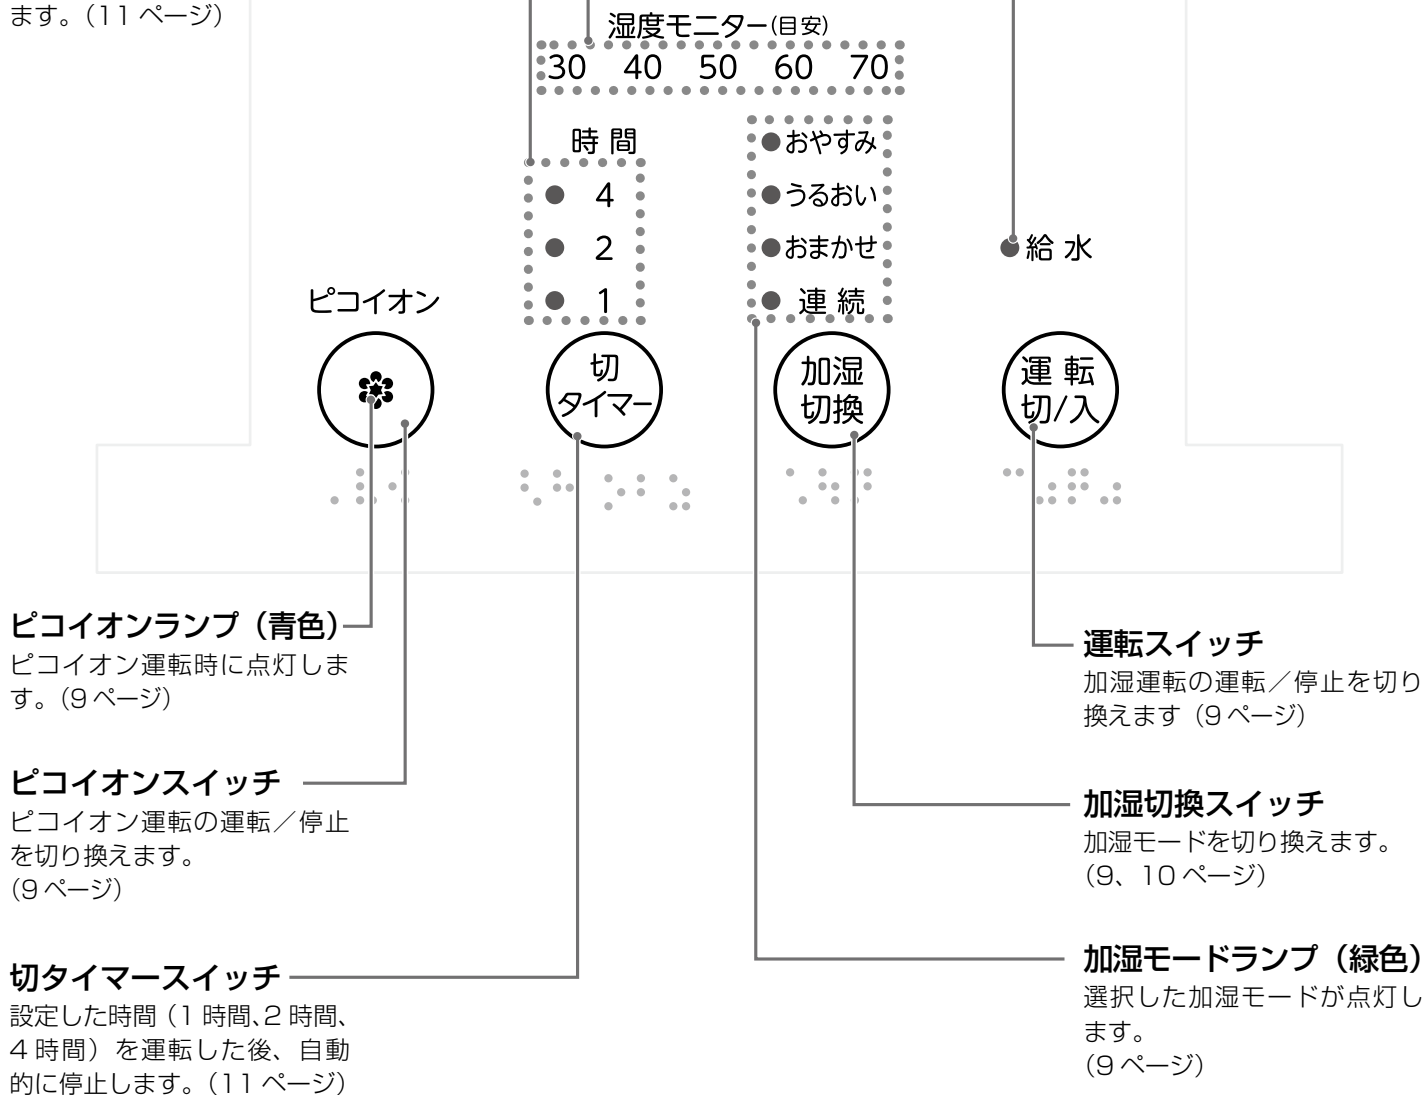 ます。（11 ページ）
湿度モニター(目安)
30 40 50 60 70
時 間
4
2
1
おやすみ
うるおい
おまかせ
連 続
給 水
ピコイオン
切
タイマー
加湿
切換
運 転
切/入
ピコイオンランプ（青色）
ピコイオン運転時に点灯しま
す。（9 ページ）
ピコイオンスイッチ
ピコイオン運転の運転／停止
を切り換えます。
（9 ページ）
切タイマースイッチ
設定した時間（1 時間、2 時間、
4 時間）を運転した後、自動
的に停止します。（11 ページ）
運転スイッチ
加湿運転の運転／停止を切り
換えます（9 ページ）
加湿切換スイッチ
加湿モードを切り換えます。
（9、10 ページ）
加湿モードランプ（緑色）
選択した加湿モードが点灯し
ます。
（9 ページ）